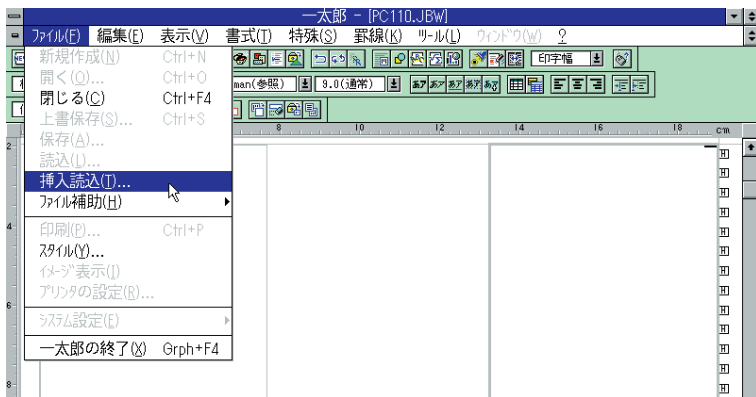 一太郎 - [PC110.JBW]
ファイル(F) 編集(E) 表示(V) 書式(T) 特殊(S) 罫線(K) ツール(L) ウィンドウ(W) ?
新規作成(N) Ctrl+N
印字幅
開く(O)... Ctrl+O
man(参照) 9.0(通常)
閉じる(C) Ctrl+F4
上書保存(S)... Ctrl+S
8 10 12 14 16 18 cm
保存(A)...
2
読込(L)...
挿入読込(T)...
ファイル補助(H)
4
印刷(P)... Ctrl+P
スタイル(Y)...
イメージ表示(I)
プリンタの設定(R)...
6
システム設定(E)
一太郎の終了(X) Grph+F4
8